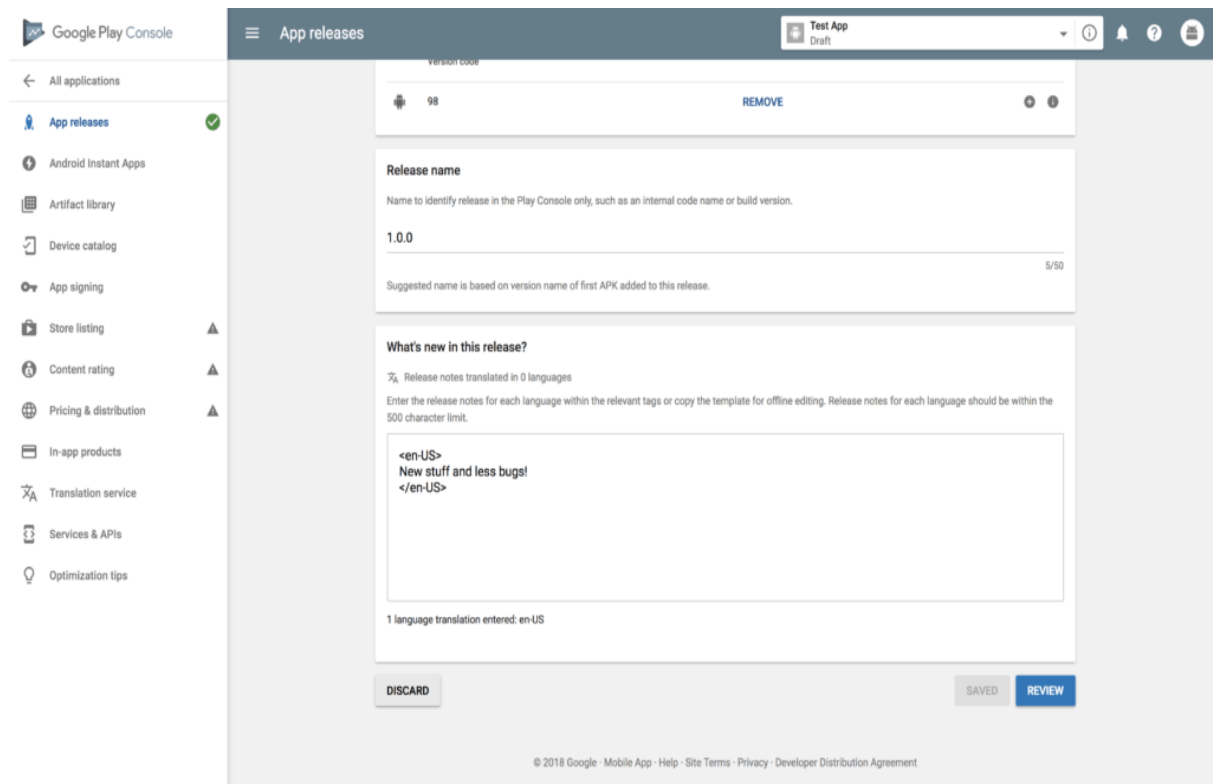 Google Play Console
App releases
Test App
Draft
All applications
App releases
Android Instant Apps
Artifact library
Device catalog
App signing
Store listing
Content rating
Pricing & distribution
In-app products
Translation service
Services & APIs
Optimization tips
Version code
98
REMOVE
Release name
Name to identify release in the Play Console only, such as an internal code name or build version.
1.0.0
5/50
Suggested name is based on version name of first APK added to this release.
What's new in this release?
Release notes translated in 0 languages
Enter the release notes for each language within the relevant tags or copy the template for offline editing. Release notes for each language should be within the
500 character limit.
<en-US>
New stuff and less bugs!
</en-US>
1 language translation entered: en-US
DISCARD
SAVED
REVIEW
© 2018 Google · Mobile App · Help · Site Terms · Privacy · Developer Distribution Agreement